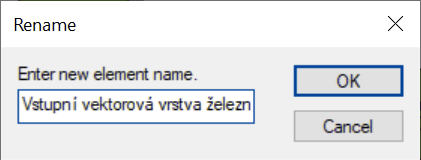 Rename
Enter new element name.
Vstupní vektorová vrstva železn
OK
Cancel